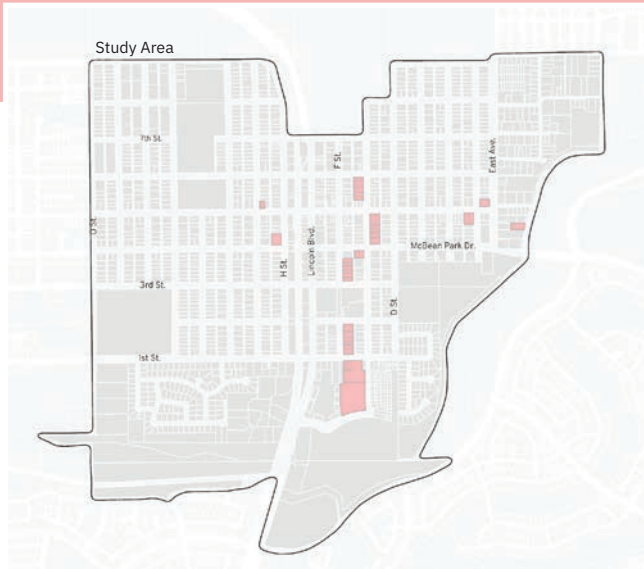 Study Area
7th St.
F St.
East Ave.
O St.
Lincoln Blvd.
McBean Park Dr.
H St.
3rd St.
D St.
1st St.